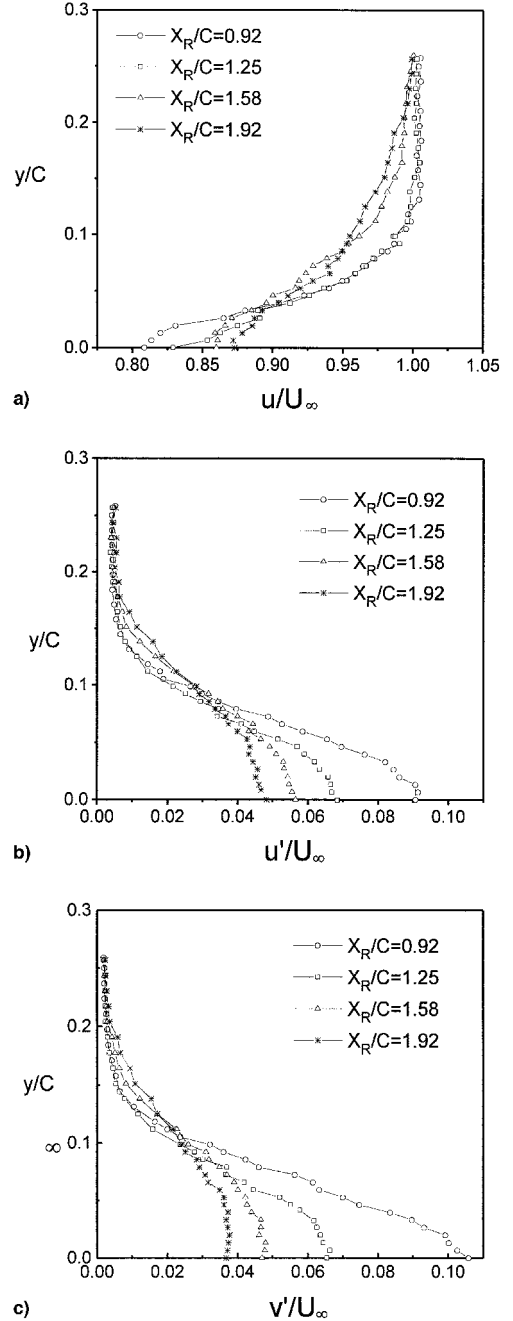 0.3
X_R/C=0.92
X_R/C=1.25
X_R/C=1.58
X_R/C=1.92
0.2
y/C
0.1
0.0
0.80 0.85 0.90 0.95 1.00 1.05
a) u/U∞
0.3
X_R/C=0.92
X_R/C=1.25
X_R/C=1.58
X_R/C=1.92
0.2
y/C
0.1
0.0
0.00 0.02 0.04 0.06 0.08 0.10
b) u'/U∞
0.3
X_R/C=0.92
X_R/C=1.25
X_R/C=1.58
X_R/C=1.92
0.2
y/C
∞ 0.1
0.0
0.00 0.02 0.04 0.06 0.08 0.10
c) v'/U∞